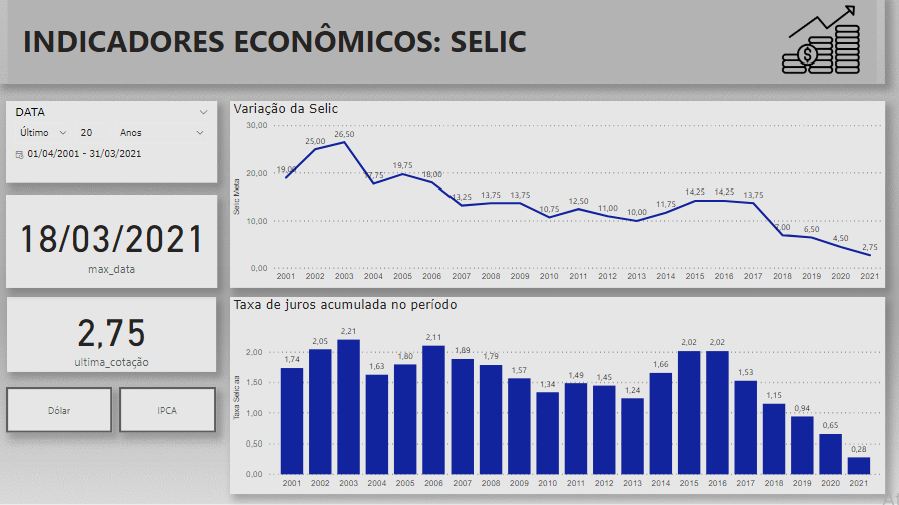 INDICADORES ECONÔMICOS: SELIC
DATA
Último 20 Anos
01/04/2001 - 31/03/2021
18/03/2021
max_data
2,75
ultima_cotação
Dólar IPCA
Variação da Selic
Selic Meta
30,00
20,00
10,00
0,00
19,00 25,00 26,50 17,75 19,75 18,00 13,25 13,75 13,75 10,75 12,50 11,00 10,00 11,75 14,25 14,25 13,75 7,00 6,50 4,50 2,75
2001 2002 2003 2004 2005 2006 2007 2008 2009 2010 2011 2012 2013 2014 2015 2016 2017 2018 2019 2020 2021
Taxa de juros acumulada no período
Taxa Selic aa
2,00
1,50
1,00
0,50
0,00
1,74 2,05 2,21 1,63 1,80 2,11 1,89 1,79 1,57 1,34 1,49 1,45 1,24 1,66 2,02 2,02 1,53 1,15 0,94 0,65 0,28
2001 2002 2003 2004 2005 2006 2007 2008 2009 2010 2011 2012 2013 2014 2015 2016 2017 2018 2019 2020 2021